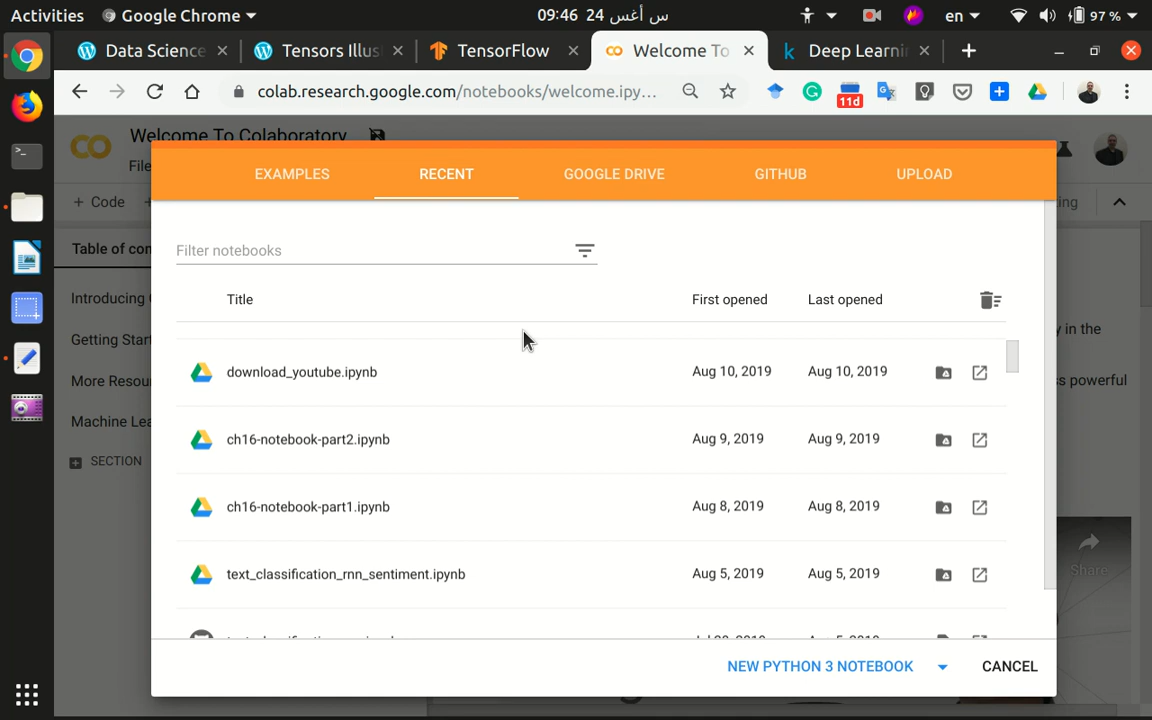 Activities Google Chrome 09:46 24 س أغس en 97 %
Data Science Tensors Illus TensorFlow Welcome To Deep Learnin
colab.research.google.com/notebooks/welcome.ipy... 11d
Welcome To Colaboratory
File
EXAMPLES RECENT GOOGLE DRIVE GITHUB UPLOAD
+ Code
Table of con
Filter notebooks
Introducing
Title First opened Last opened
y in the
Getting Start
download_youtube.ipynb Aug 10, 2019 Aug 10, 2019
More Resou
s powerful
Machine Lea
ch16-notebook-part2.ipynb Aug 9, 2019 Aug 9, 2019
SECTION
ch16-notebook-part1.ipynb Aug 8, 2019 Aug 8, 2019
text_classification_rnn_sentiment.ipynb Aug 5, 2019 Aug 5, 2019
Share
NEW PYTHON 3 NOTEBOOK CANCEL